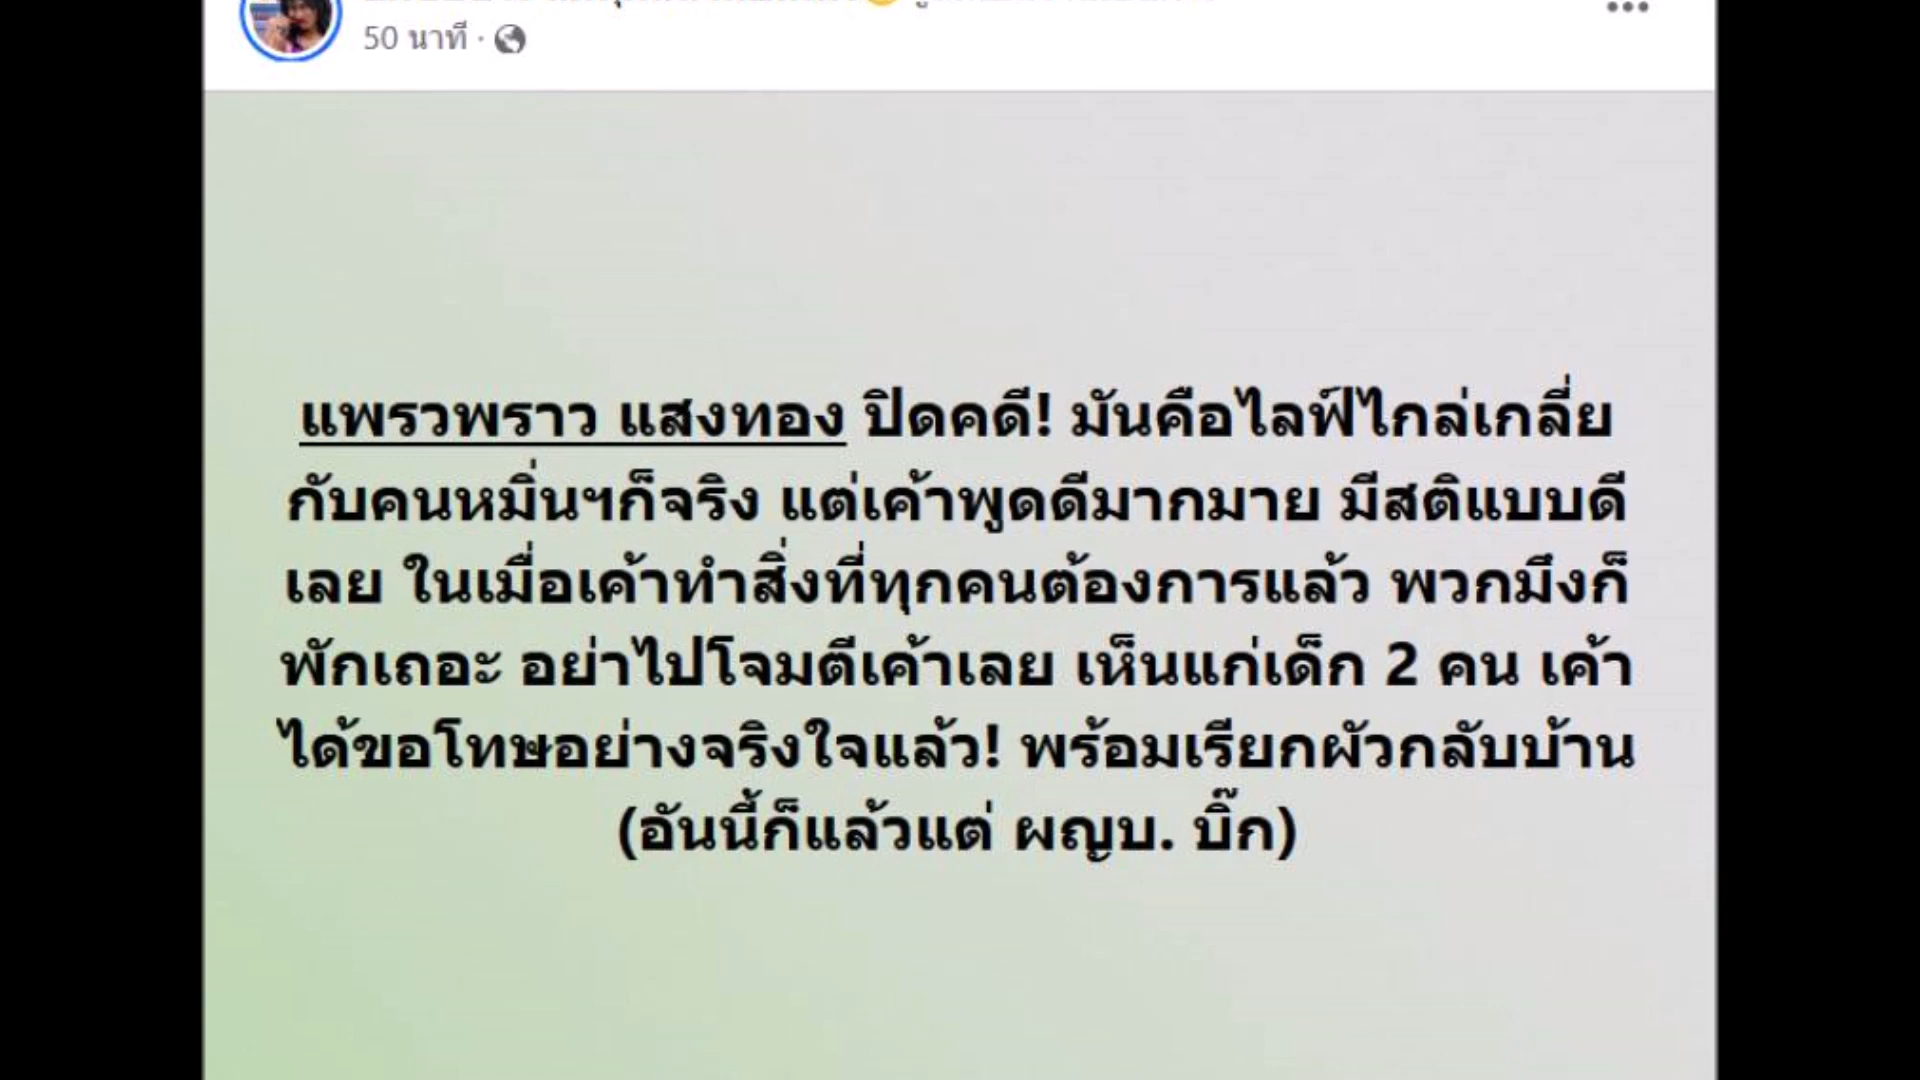 50 นาที ·
แพรวพราว แสงทอง ปิดคดี! มันคือไลฟ์ไกล่เกลี่ย
กับคนหมิ่นฯก็จริง แต่เค้าพูดดีมากมาย มีสติแบบดี
เลย ในเมื่อเค้าทำสิ่งที่ทุกคนต้องการแล้ว พวกมึงก็
พักเถอะ อย่าไปโจมตีเค้าเลย เห็นแก่เด็ก 2 คน เค้า
ได้ขอโทษอย่างจริงใจแล้ว! พร้อมเรียกผัวกลับบ้าน
(อันนี้ก็แล้วแต่ ผญบ. บิ๊ก)